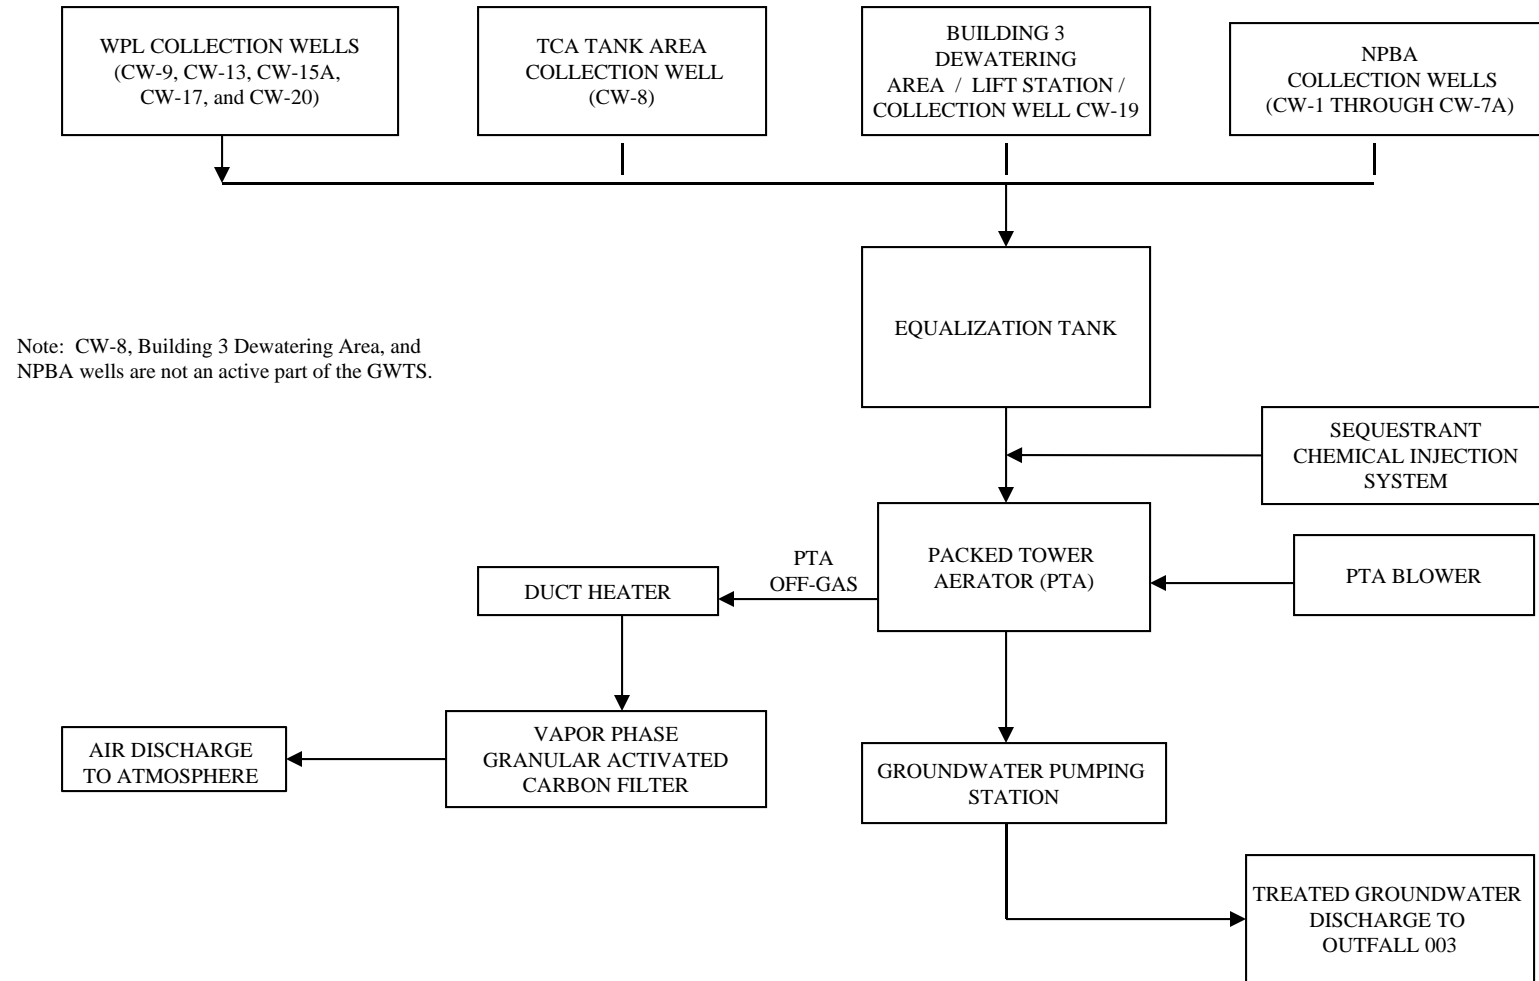 WPL COLLECTION WELLS
(CW-9, CW-13, CW-15A,
CW-17, and CW-20)
TCA TANK AREA
COLLECTION WELL
(CW-8)
BUILDING 3
DEWATERING
AREA / LIFT STATION /
COLLECTION WELL CW-19
NPBA
COLLECTION WELLS
(CW-1 THROUGH CW-7A)
EQUALIZATION TANK
Note: CW-8, Building 3 Dewatering Area, and
NPBA wells are not an active part of the GWTS.
SEQUESTRANT
CHEMICAL INJECTION
SYSTEM
PACKED TOWER
AERATOR (PTA)
PTA BLOWER
PTA
OFF-GAS
DUCT HEATER
VAPOR PHASE
GRANULAR ACTIVATED
CARBON FILTER
AIR DISCHARGE
TO ATMOSPHERE
GROUNDWATER PUMPING
STATION
TREATED GROUNDWATER
DISCHARGE TO
OUTFALL 003